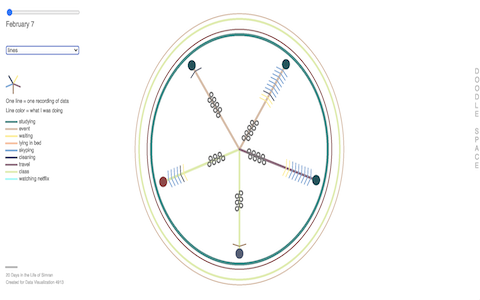 February 7
lines
One line = one recording of data
Line color = what I was doing
studying
event
waiting
lying in bed
skyping
cleaning
travel
class
watching netflix
DOODLE SPACE
30 Days in the Life of Shriver
Created for Data Visualization